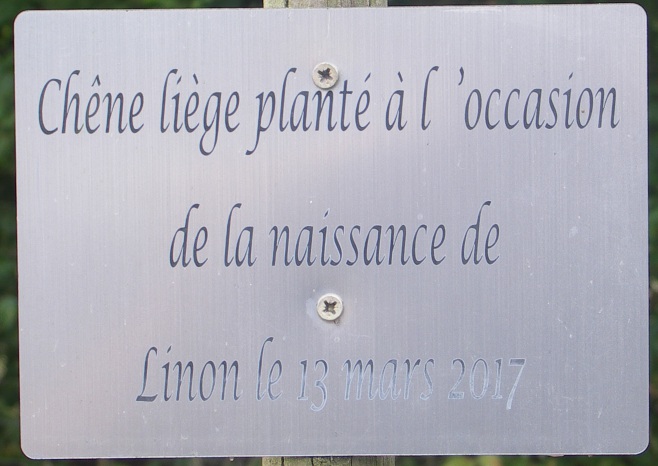 Chêne liège planté à l 'occasion
de la naissance de
Linon le 13 mars 2017